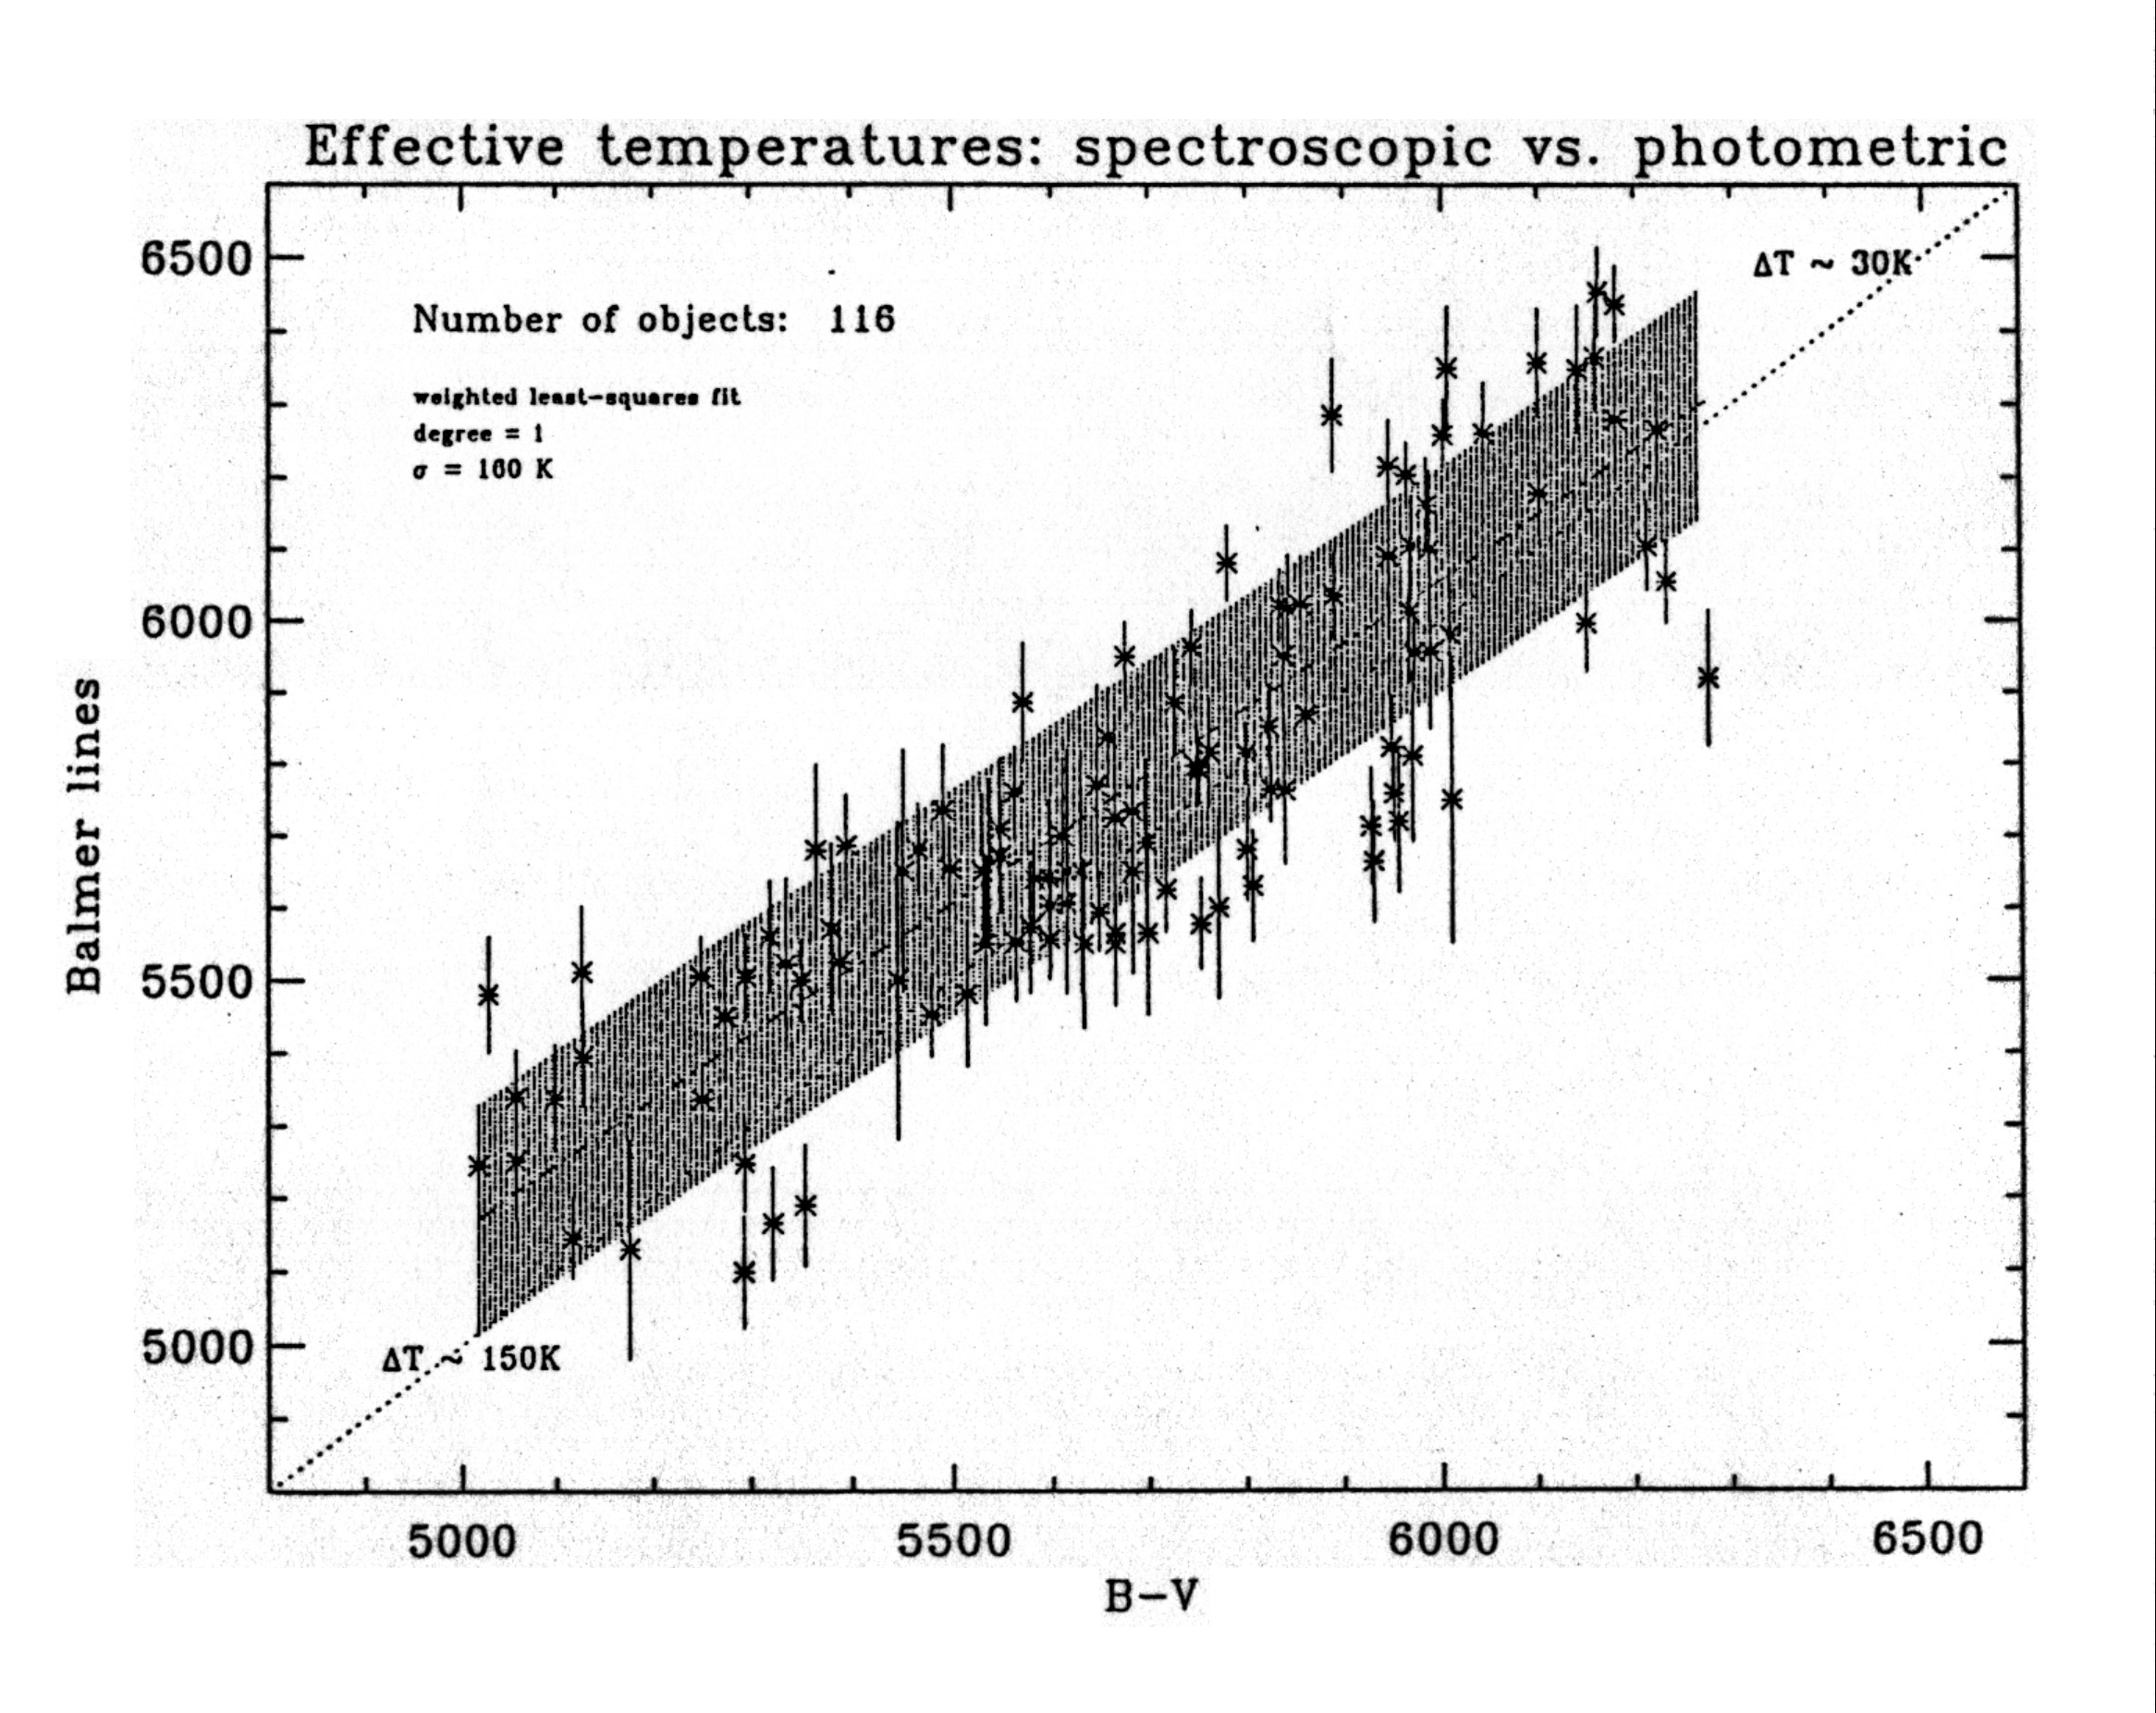 Effective temperatures: spectroscopic vs. photometric
6500
ΔT ~ 30K
Number of objects: 116
weighted least-squares fit
degree = 1
σ = 160 K
6000
Balmer lines
5500
5000
ΔT ~ 150K
5000 5500 6000 6500
B-V